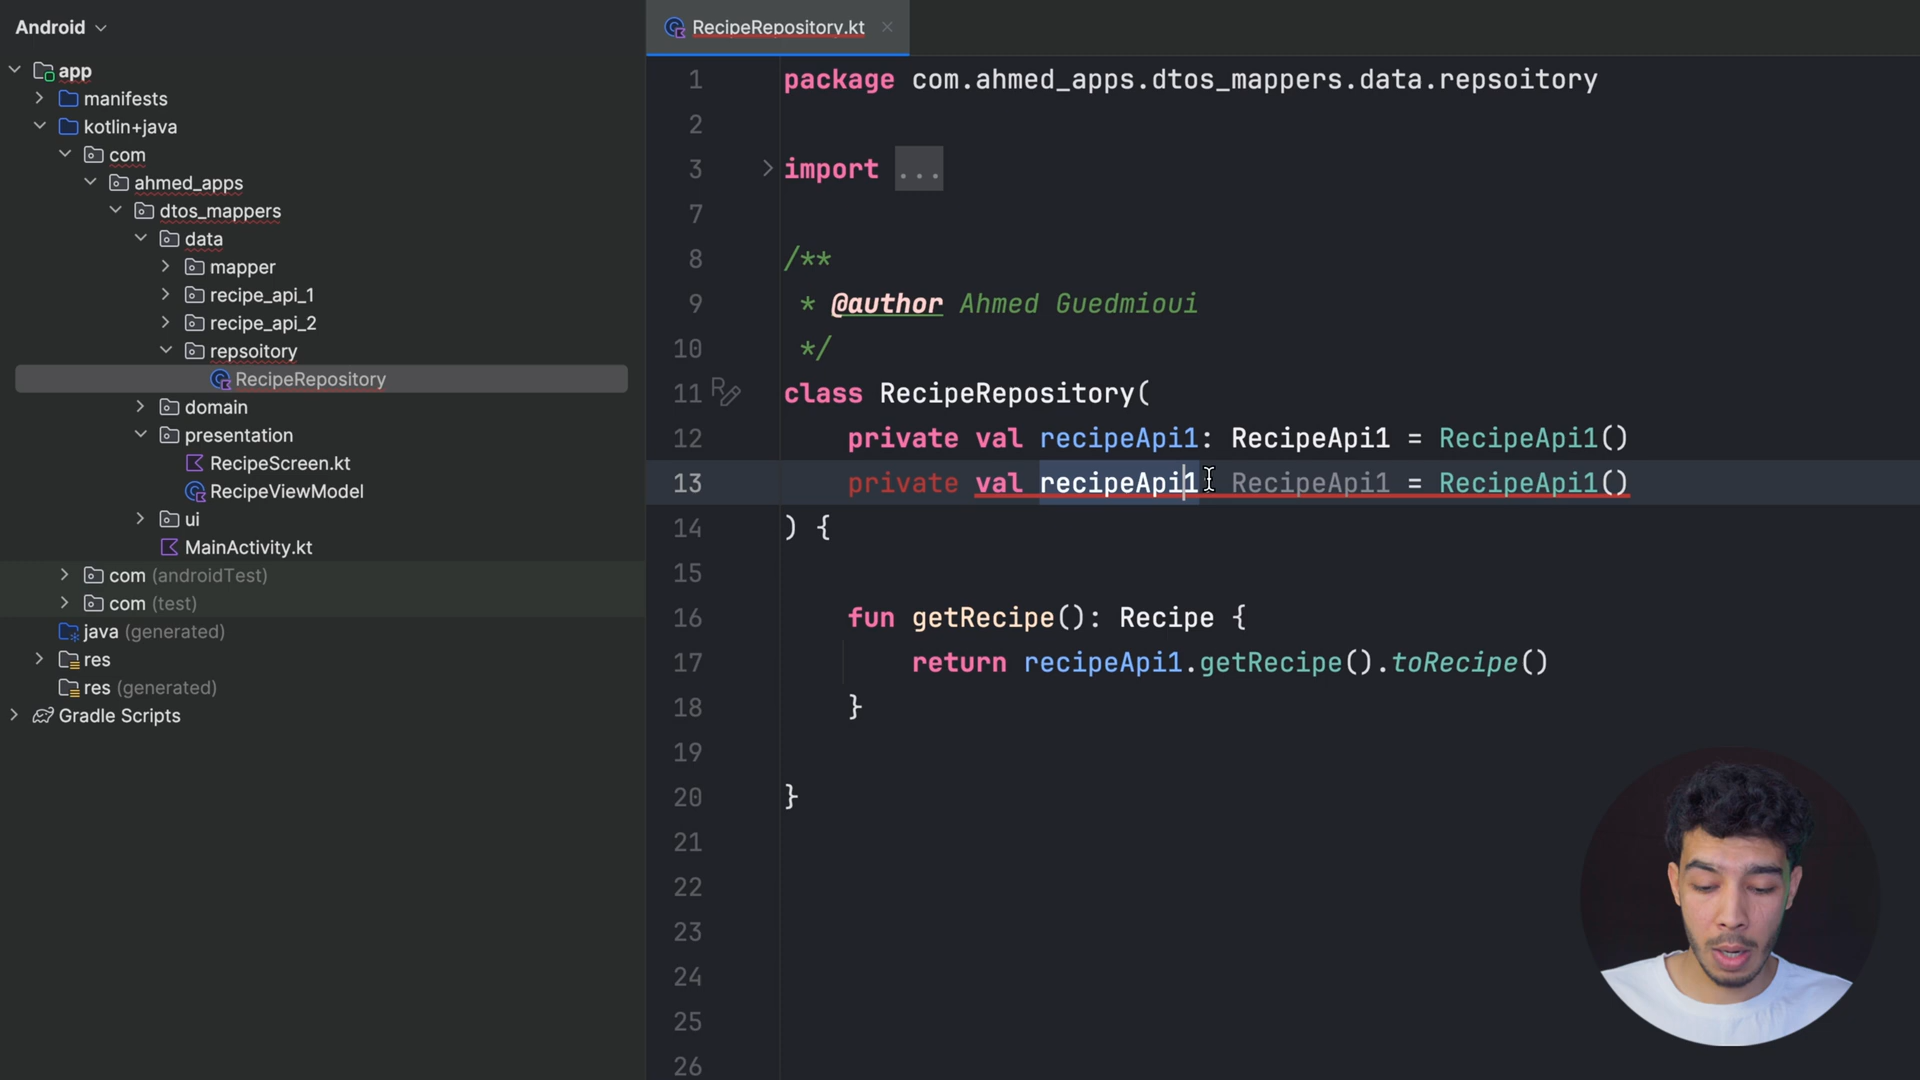 Android
app
manifests
kotlin+java
com
ahmed_apps
dtos_mappers
data
mapper
recipe_api_1
recipe_api_2
repsoitory
RecipeRepository
domain
presentation
RecipeScreen.kt
RecipeViewModel
ui
MainActivity.kt
com (androidTest)
com (test)
java (generated)
res
res (generated)
Gradle Scripts
RecipeRepository.kt
1 package com.ahmed_apps.dtos_mappers.data.repsoitory
2
3 import ...
7
8 /**
9 * @author Ahmed Guedmioui
10 */
11 class RecipeRepository(
12 private val recipeApi1: RecipeApi1 = RecipeApi1()
13 private val recipeApi1 RecipeApi1 = RecipeApi1()
14 ) {
15
16 fun getRecipe(): Recipe {
17 return recipeApi1.getRecipe().toRecipe()
18 }
19
20 }
21
22
23
24
25
26